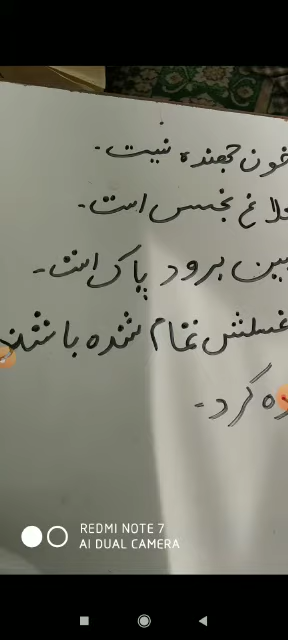 خون جهنده نیست.
کلاغ نجس است.
بین برود پاک است.
غسلش تمام شده باشند
کرد.
REDMI NOTE 7
AI DUAL CAMERA